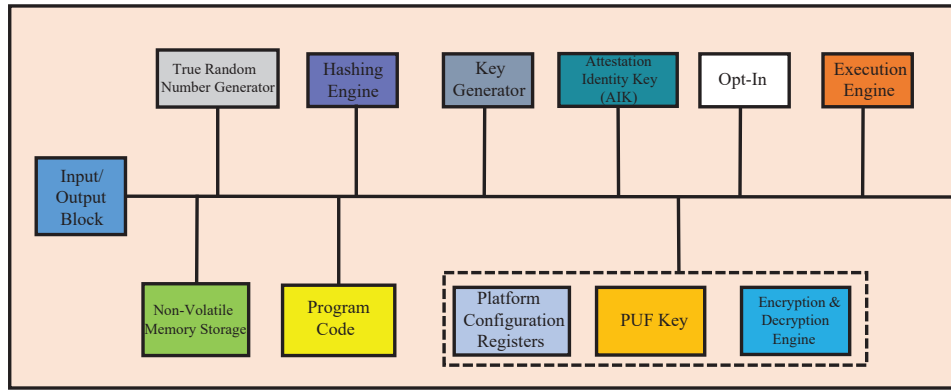 True Random
Number Generator
Hashing
Engine
Key
Generator
Attestation
Identity Key
(AIK)
Opt-In
Execution
Engine
Input/
Output
Block
Non-Volatile
Memory Storage
Program
Code
Platform
Configuration
Registers
PUF Key
Encryption &
Decryption
Engine